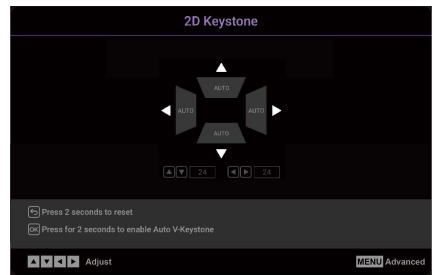 2D Keystone
AUTO
AUTO AUTO
AUTO
24 24
Press 2 seconds to reset
OK Press for 2 seconds to enable Auto V-Keystone
Adjust MENU Advanced